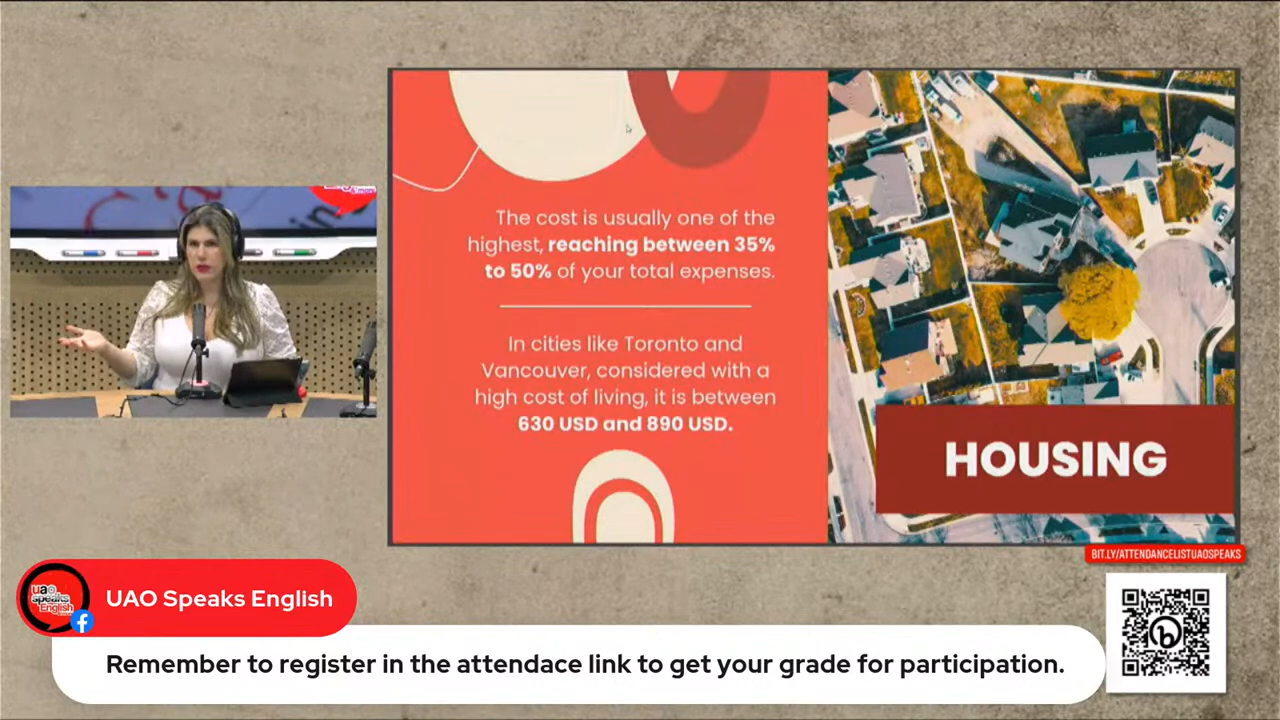 The cost is usually one of the
highest, reaching between 35%
to 50% of your total expenses.
In cities like Toronto and
Vancouver, considered with a
high cost of living, it is between
630 USD and 890 USD.
HOUSING
BIT.LY/ATTENDANCELISTUAOSPEAKS
uao
speaks
English
UAO Speaks English
Remember to register in the attendace link to get your grade for participation.